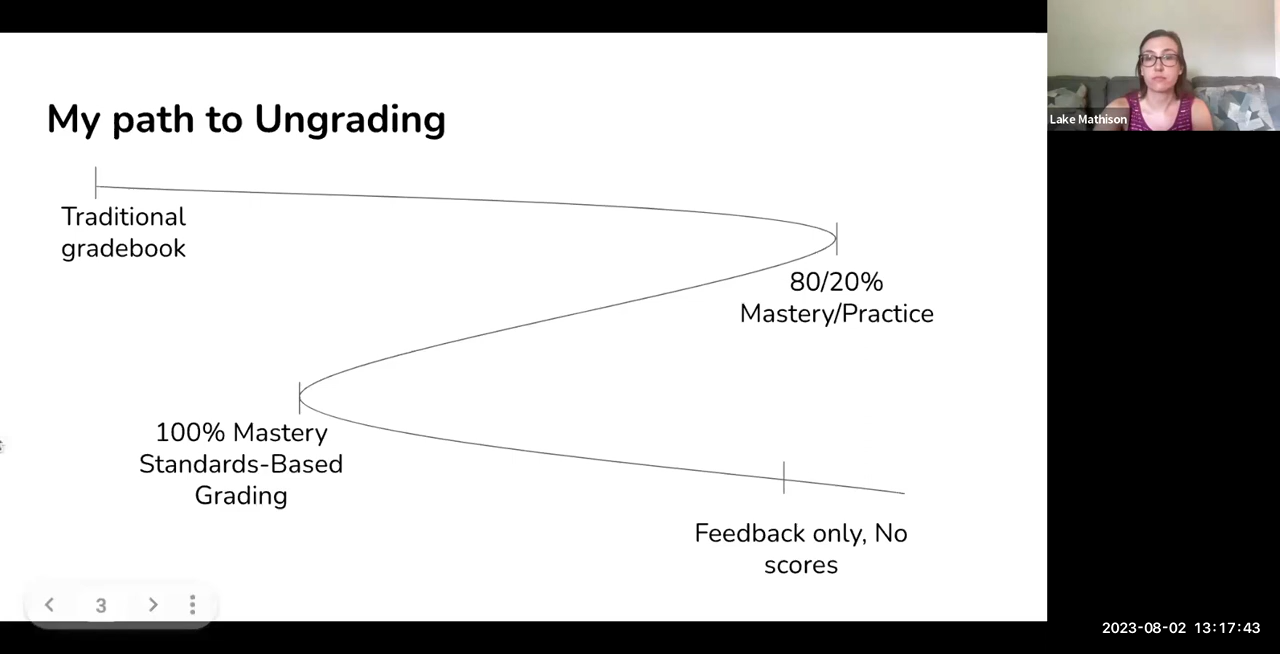 My path to Ungrading
Traditional
gradebook
80/20%
Mastery/Practice
100% Mastery
Standards-Based
Grading
Feedback only, No
scores
3
Lake Mathison
2023-08-02 13:17:43